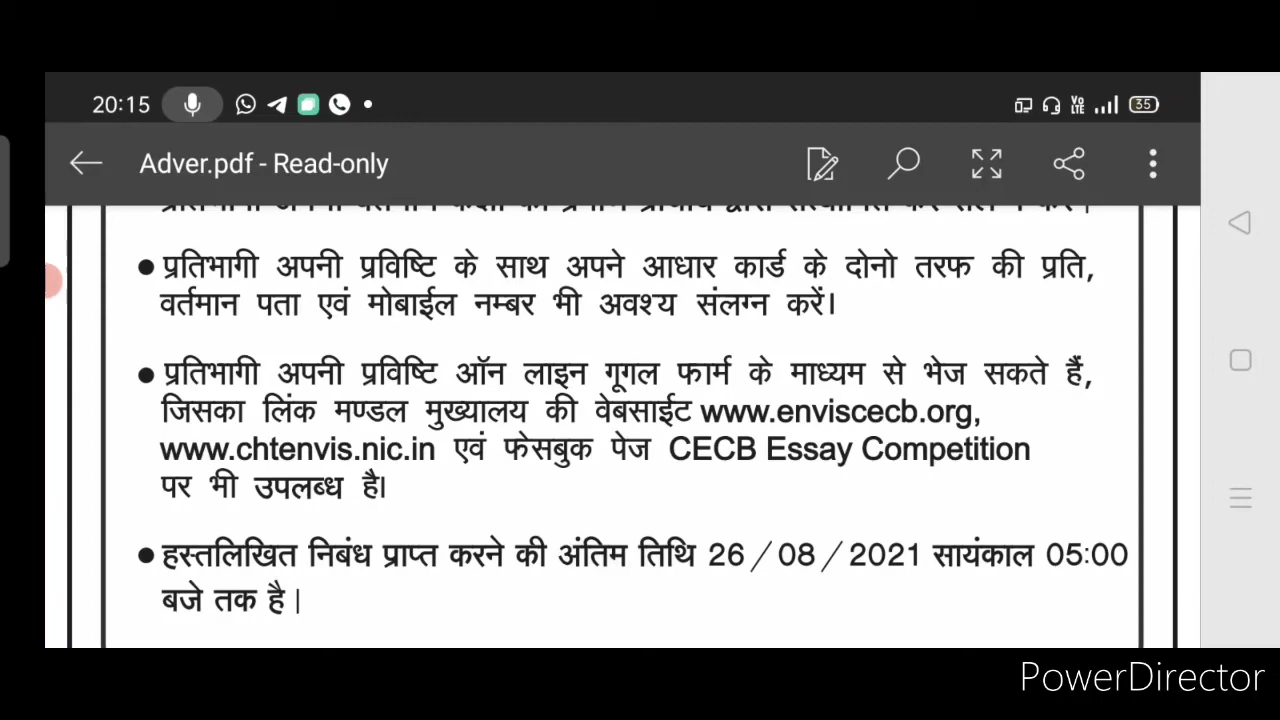 20:15
35
Adver.pdf - Read-only
● प्रतिभागी अपनी प्रविष्टि के साथ अपने आधार कार्ड के दोनो तरफ की प्रति,
वर्तमान पता एवं मोबाईल नम्बर भी अवश्य संलग्न करें।
● प्रतिभागी अपनी प्रविष्टि ऑन लाइन गूगल फार्म के माध्यम से भेज सकते हैं,
जिसका लिंक मण्डल मुख्यालय की वेबसाईट www.enviscecb.org,
www.chtenvis.nic.in एवं फेसबुक पेज CECB Essay Competition
पर भी उपलब्ध है।
● हस्तलिखित निबंध प्राप्त करने की अंतिम तिथि 26/08/2021 सायंकाल 05:00
बजे तक है|
PowerDirector